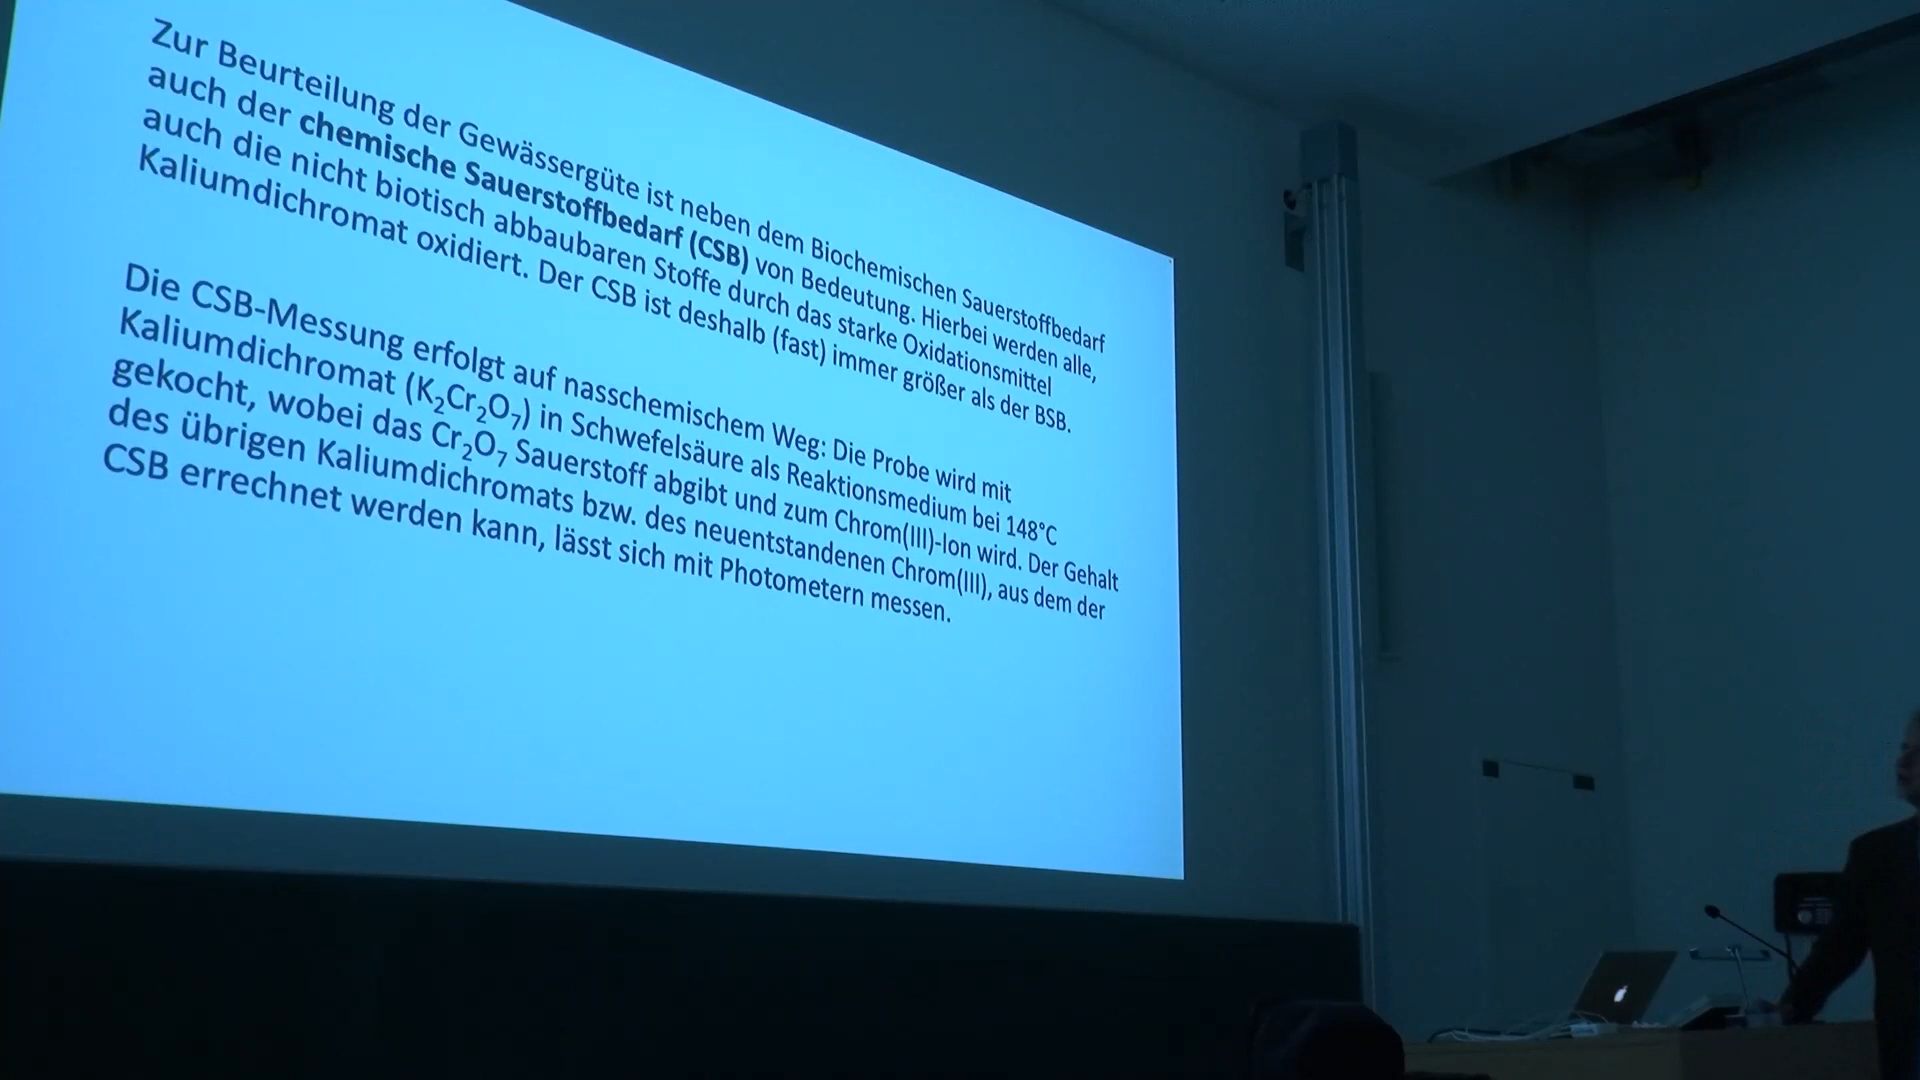 Zur Beurteilung der Gewässergüte ist neben dem Biochemischen Sauerstoffbedarf
auch der chemische Sauerstoffbedarf (CSB) von Bedeutung. Hierbei werden alle,
auch die nicht biotisch abbaubaren Stoffe durch das starke Oxidationsmittel
Kaliumdichromat oxidiert. Der CSB ist deshalb (fast) immer größer als der BSB.
Die CSB-Messung erfolgt auf nasschemischem Weg: Die Probe wird mit
Kaliumdichromat (K₂Cr₂O₇) in Schwefelsäure als Reaktionsmedium bei 148°C
gekocht, wobei das Cr₂O₇ Sauerstoff abgibt und zum Chrom(III)-Ion wird. Der Gehalt
des übrigen Kaliumdichromats bzw. des neuentstandenen Chrom(III), aus dem der
CSB errechnet werden kann, lässt sich mit Photometern messen.